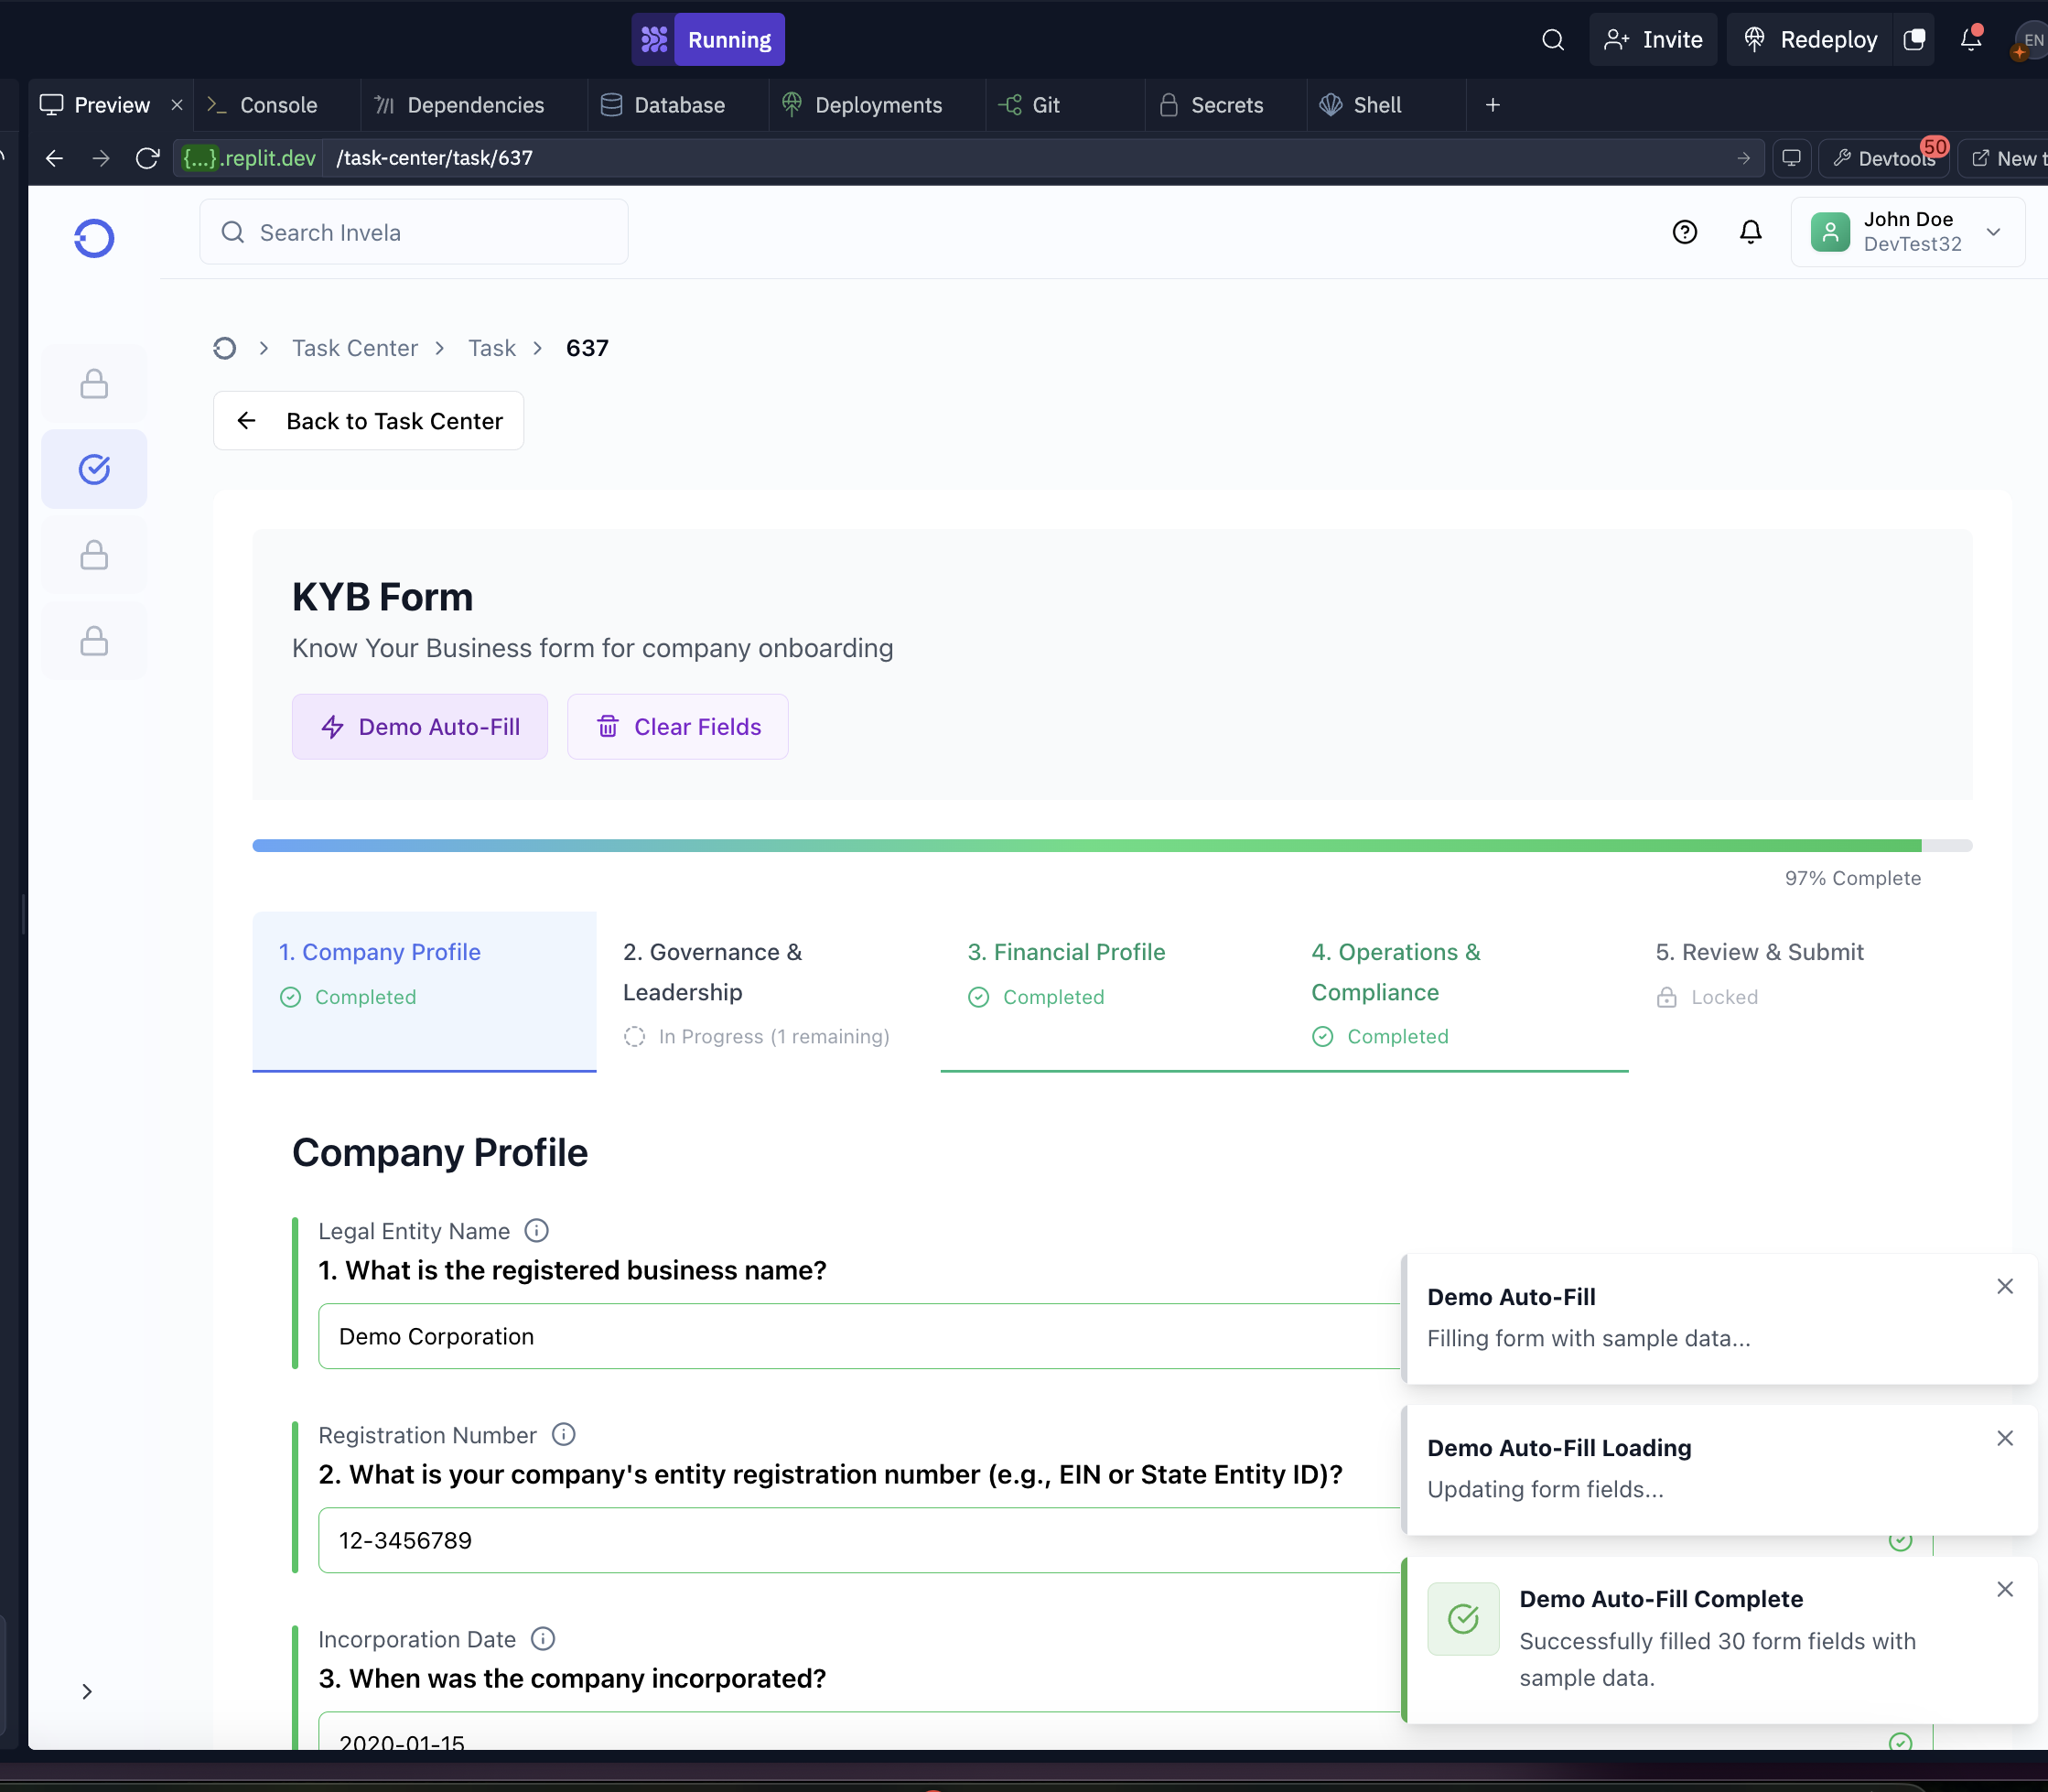 Running
Invite
Redeploy
EN
Preview
Console
Dependencies
Database
Deployments
Git
Secrets
Shell
{...}.replit.dev
/task-center/task/637
Devtools
50
New
Search Invela
John Doe
DevTest32
Task Center
Task
637
Back to Task Center
KYB Form
Know Your Business form for company onboarding
Demo Auto-Fill
Clear Fields
97% Complete
1. Company Profile
Completed
2. Governance &
Leadership
In Progress (1 remaining)
3. Financial Profile
Completed
4. Operations &
Compliance
Completed
5. Review & Submit
Locked
Company Profile
Legal Entity Name
1. What is the registered business name?
Demo Corporation
Registration Number
2. What is your company's entity registration number (e.g., EIN or State Entity ID)?
12-3456789
Incorporation Date
3. When was the company incorporated?
2020-01-15
Demo Auto-Fill
Filling form with sample data...
Demo Auto-Fill Loading
Updating form fields...
Demo Auto-Fill Complete
Successfully filled 30 form fields with
sample data.